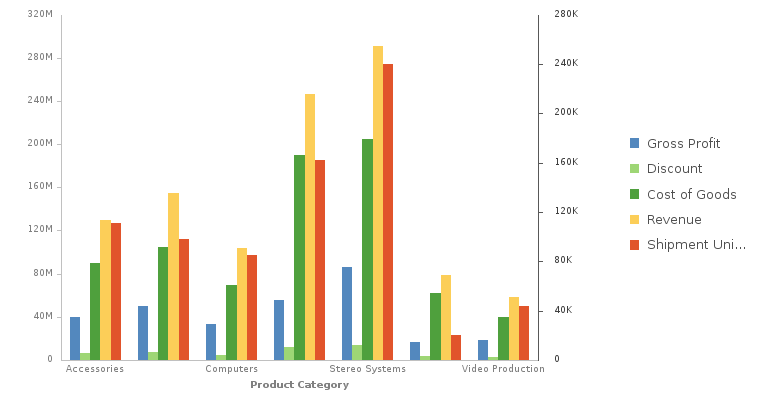 320M
280M
240M
200M
160M
120M
80M
40M
0
280K
240K
200K
160K
120K
80K
40K
0
Accessories
Computers
Stereo Systems
Video Production
Product Category
Gross Profit
Discount
Cost of Goods
Revenue
Shipment Uni...